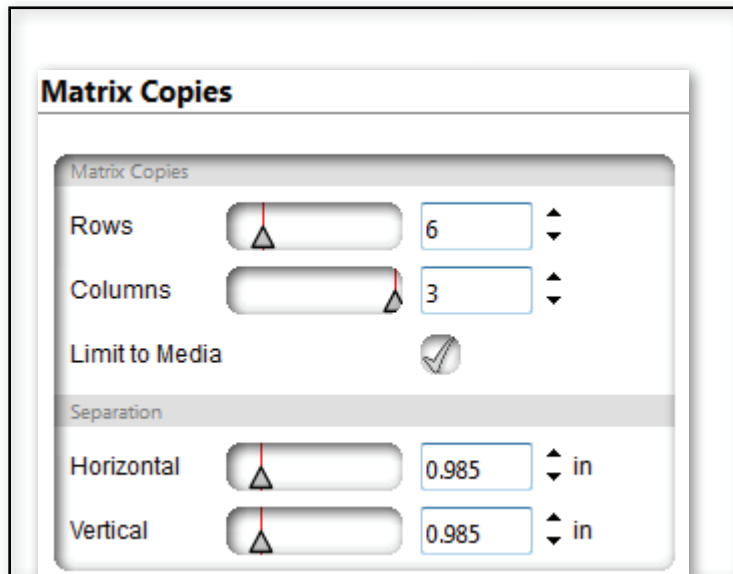 Matrix Copies
Matrix Copies
Rows 6
Columns 3
Limit to Media
Separation
Horizontal 0.985 in
Vertical 0.985 in